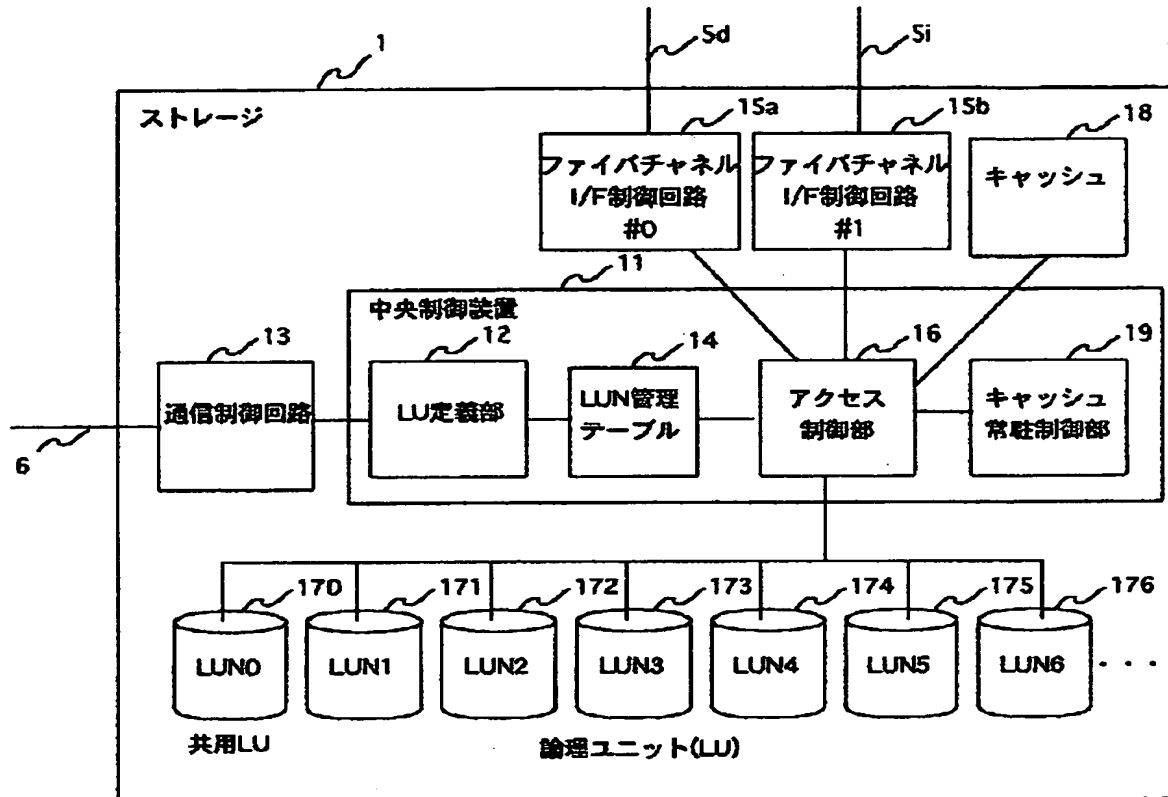 5d
5i
1
ストレージ
15a
15b
18
ファイバチャネル
I/F制御回路
#0
ファイバチャネル
I/F制御回路
#1
キャッシュ
11
中央制御装置
13
12
14
16
19
通信制御回路
LU定義部
LUN管理
テーブル
アクセス
制御部
キャッシュ
常駐制御部
6
170
171
172
173
174
175
176
LUN0
LUN1
LUN2
LUN3
LUN4
LUN5
LUN6
・・・
共用LU
論理ユニット(LU)